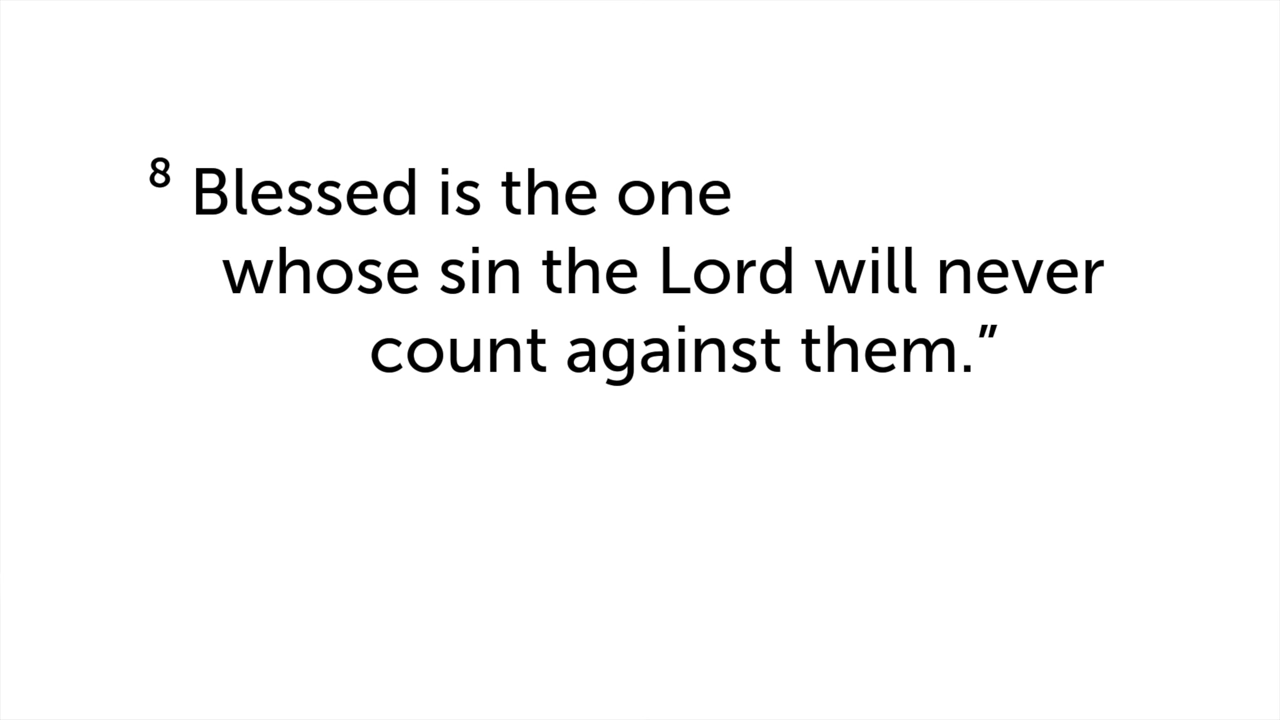 ⁸ Blessed is the one
whose sin the Lord will never
count against them.”